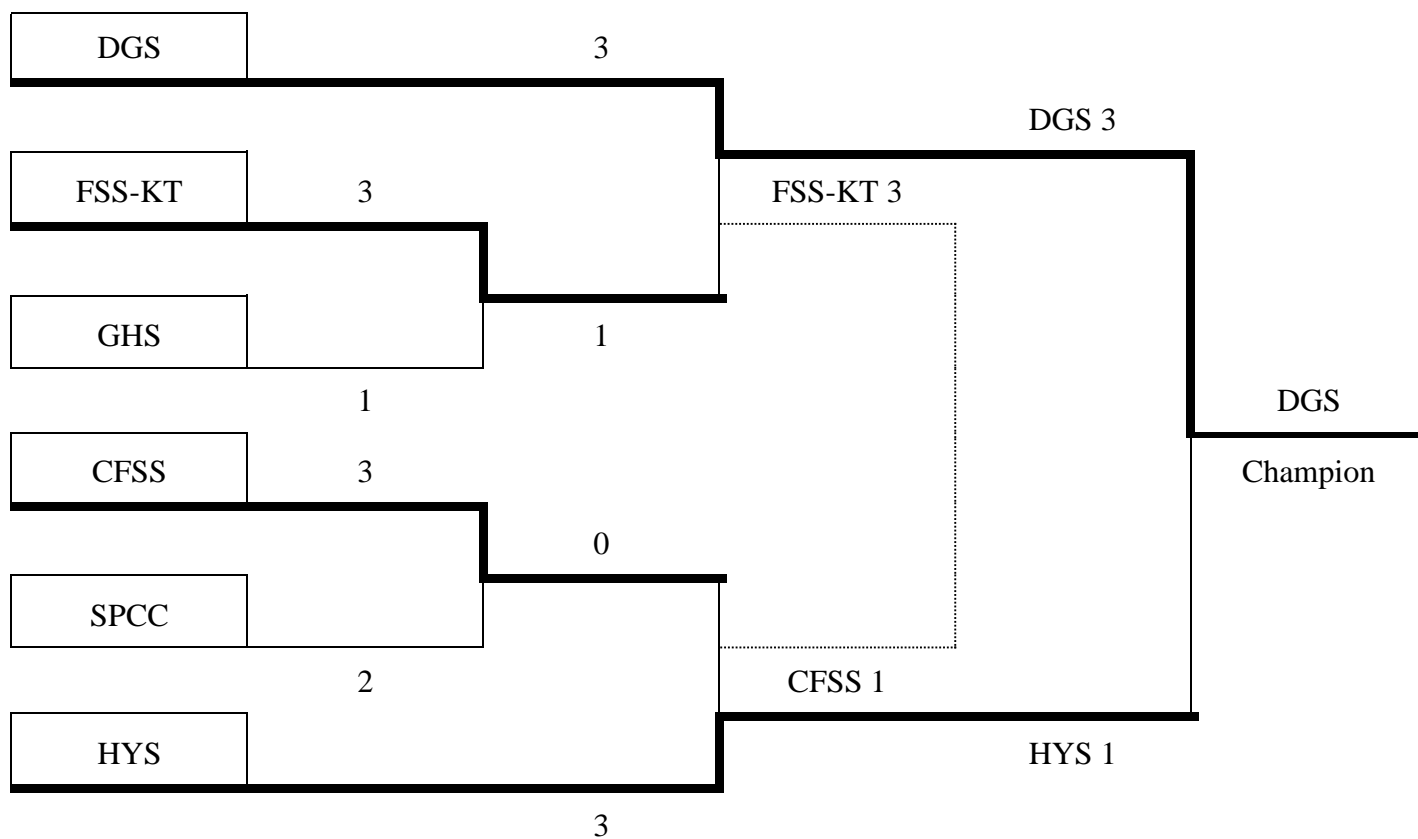 DGS 3
DGS 3
FSS-KT 3 FSS-KT 3
GHS 1
1
CFSS 3
DGS
Champion
0
SPCC
2
CFSS 1
HYS
HYS 1
3